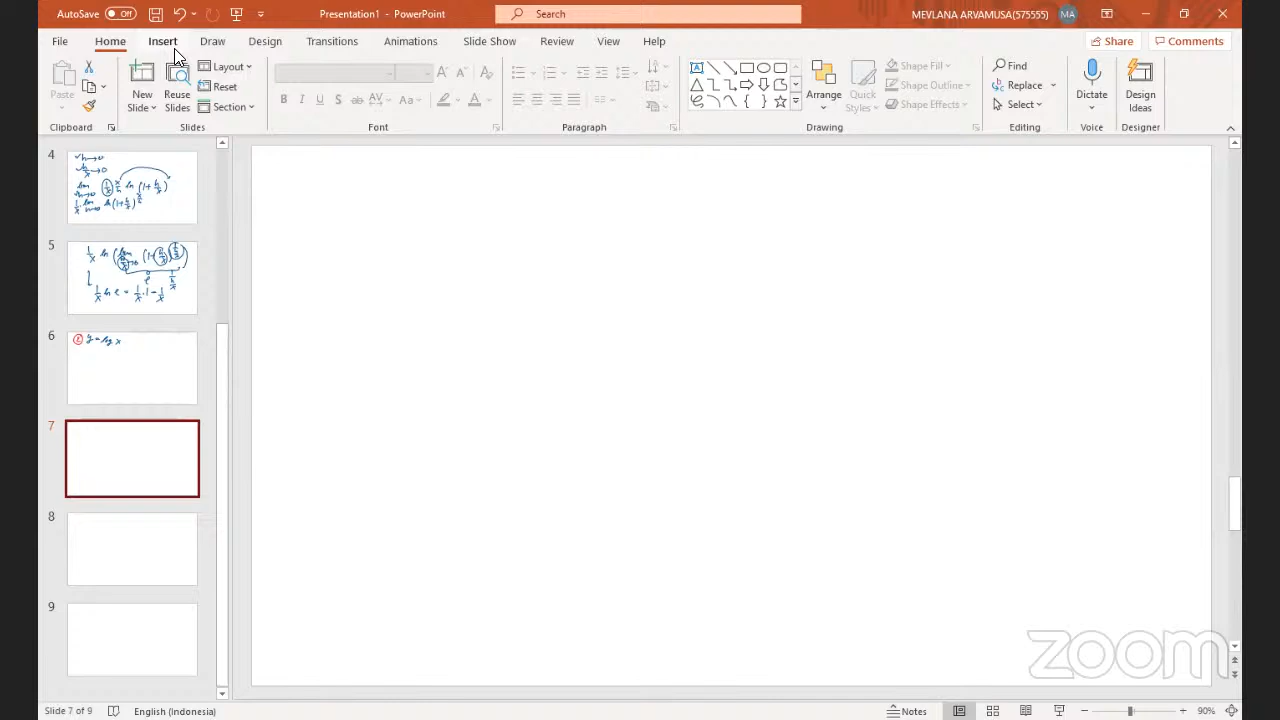 AutoSave Off Presentation1 - PowerPoint Search MEVLANA ARVAMUSA(575555) MA
File Home Insert Draw Design Transitions Animations Slide Show Review View Help Share Comments
Paste New Slide Reuse Slides Layout Reset Section
Arrange Quick Styles Shape Fill Shape Outline Shape Effects
Find Replace Select Dictate Design Ideas
Clipboard Slides Font Paragraph Drawing Editing Voice Designer
4
5
6
② y = log x
7
8
9
zoom
Slide 7 of 9 English (Indonesia) Notes 90%